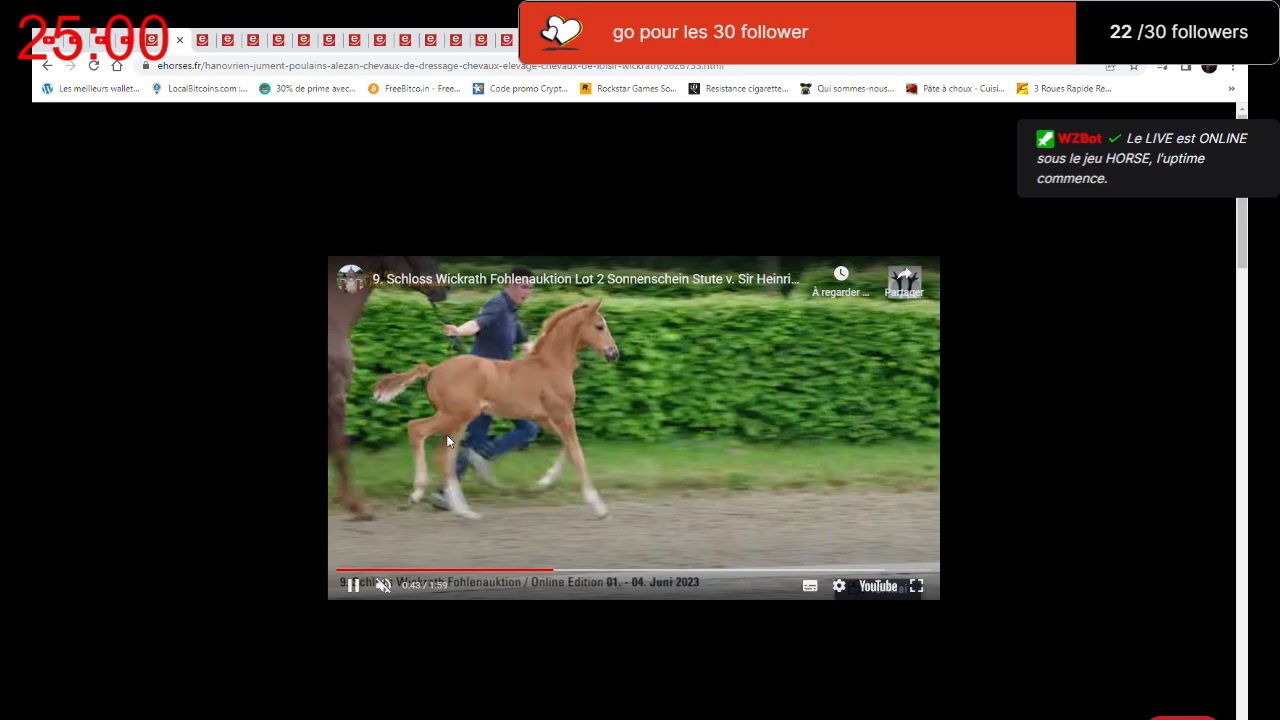 25:00
go pour les 30 follower
22 /30 followers
ehorses.fr/hanovrien-jument-poulains-alezan-chevaux-de-dressage-chevaux-elevage-chevaux-de-loisir-wickrath/3626733.html
Les meilleurs wallet...
LocalBitcoins.com :...
30% de prime avec...
FreeBitco.in - Free...
Code promo Crypt...
Rockstar Games So...
Resistance cigarette...
Qui sommes-nous...
Pâte à choux - Cuisi...
3 Roues Rapide Re...
»
WZBot ✓ Le LIVE est ONLINE
sous le jeu HORSE, l'uptime
commence.
9. Schloss Wickrath Fohlenauktion Lot 2 Sonnenschein Stute v. Sir Heinri...
À regarder ...
Partager
9. Schloss Wickrath Fohlenauktion / Online Edition 01. - 04. Juni 2023
0:43 / 1:59
YouTube